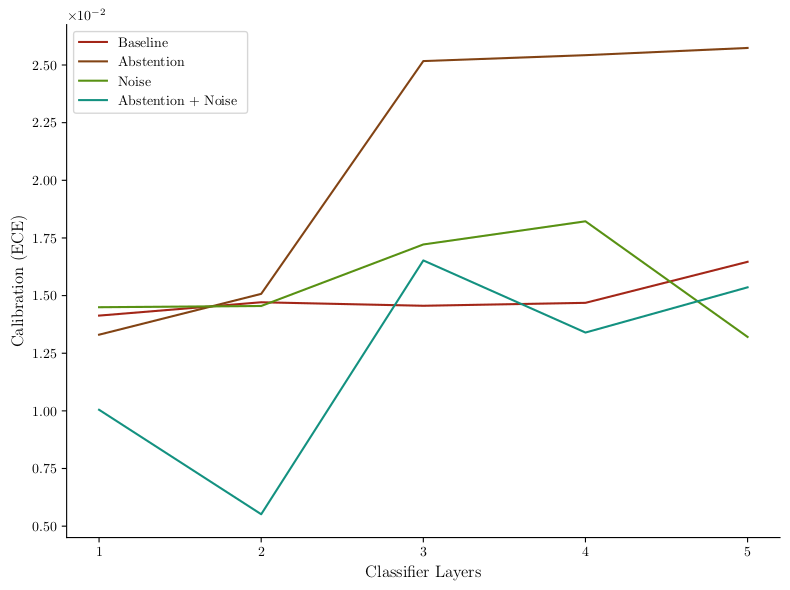 ×10⁻²
Baseline
Abstention
Noise
Abstention + Noise
2.50
2.25
2.00
1.75
1.50
1.25
1.00
0.75
0.50
Calibration (ECE)
1 2 3 4 5
Classifier Layers